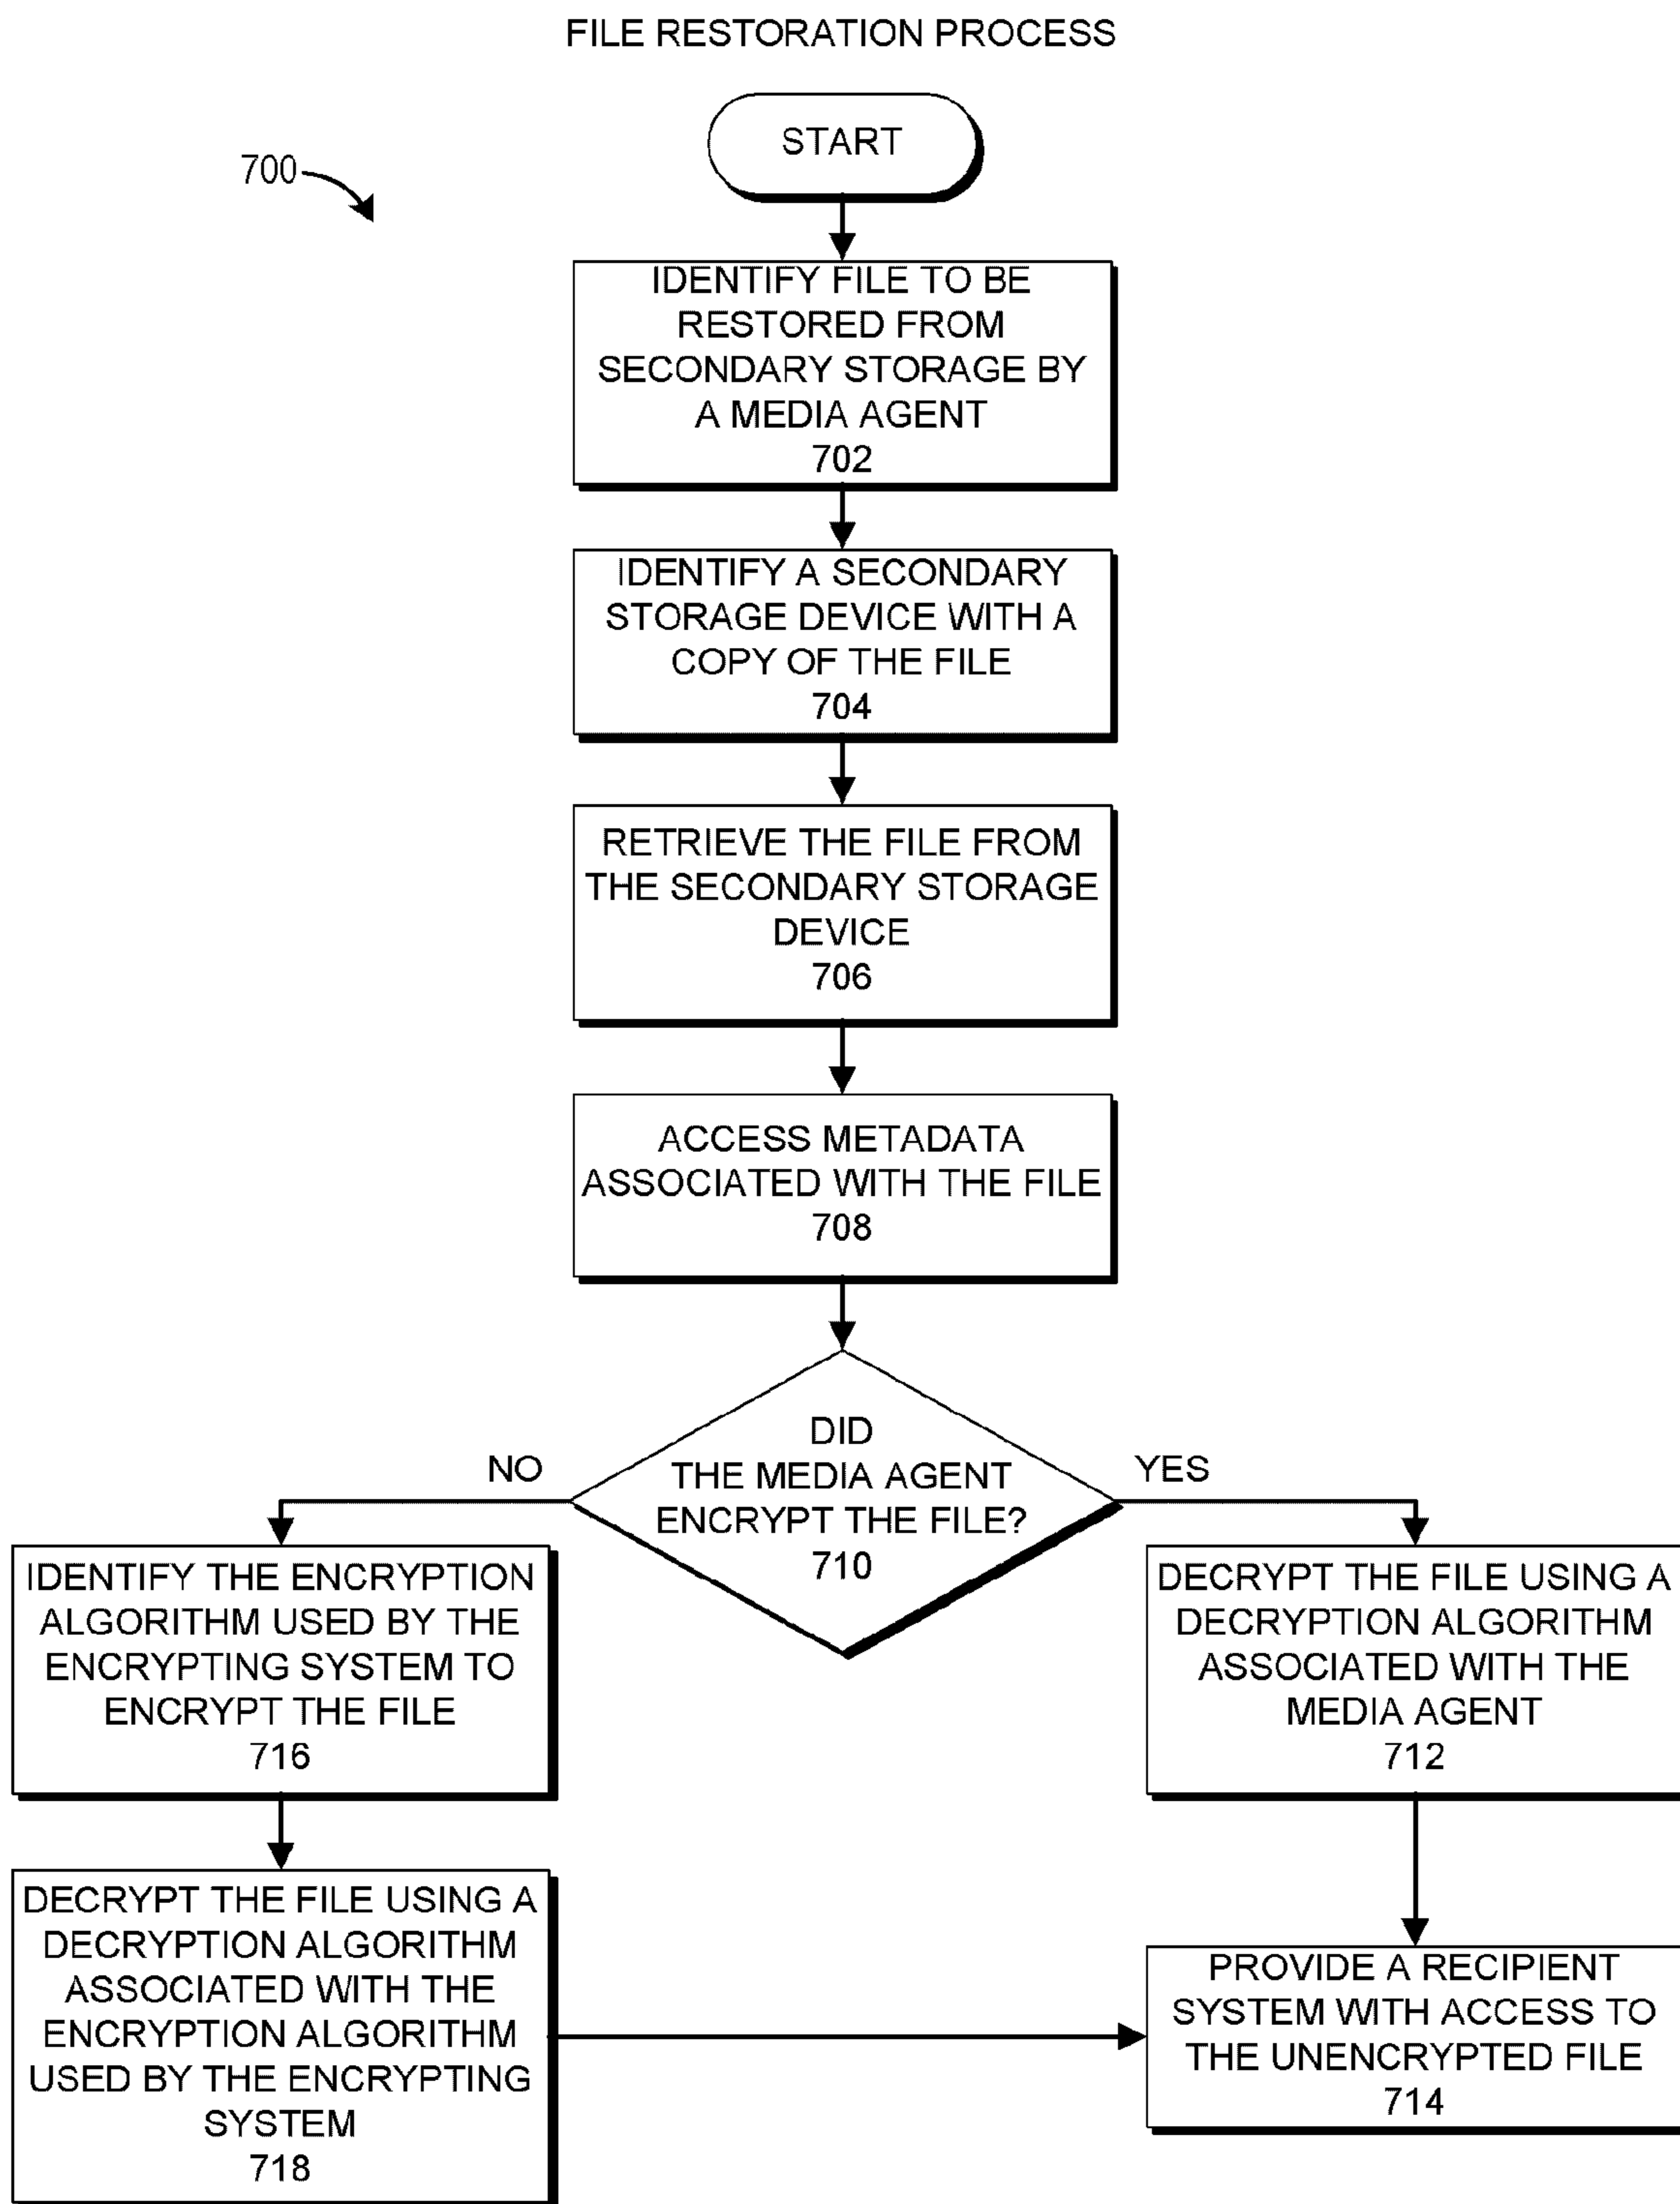 FILE RESTORATION PROCESS
START
700
IDENTIFY FILE TO BE
RESTORED FROM
SECONDARY STORAGE BY
A MEDIA AGENT
702
IDENTIFY A SECONDARY
STORAGE DEVICE WITH A
COPY OF THE FILE
704
RETRIEVE THE FILE FROM
THE SECONDARY STORAGE
DEVICE
706
ACCESS METADATA
ASSOCIATED WITH THE FILE
708
DID
THE MEDIA AGENT
ENCRYPT THE FILE?
710
NO
YES
IDENTIFY THE ENCRYPTION
ALGORITHM USED BY THE
ENCRYPTING SYSTEM TO
ENCRYPT THE FILE
716
DECRYPT THE FILE USING A
DECRYPTION ALGORITHM
ASSOCIATED WITH THE
MEDIA AGENT
712
DECRYPT THE FILE USING A
DECRYPTION ALGORITHM
ASSOCIATED WITH THE
ENCRYPTION ALGORITHM
USED BY THE ENCRYPTING
SYSTEM
718
PROVIDE A RECIPIENT
SYSTEM WITH ACCESS TO
THE UNENCRYPTED FILE
714